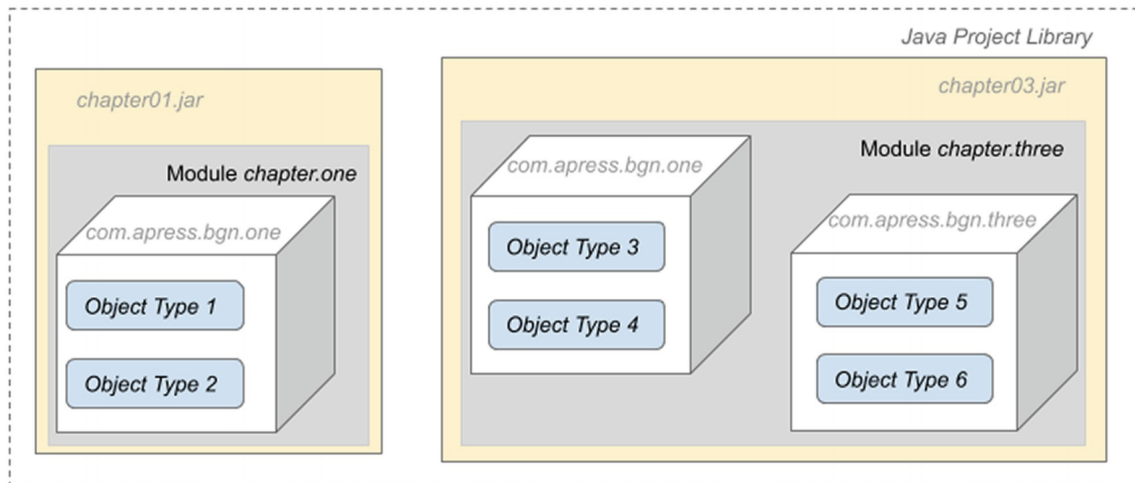 Java Project Library
chapter01.jar
Module chapter.one
com.apress.bgn.one
Object Type 1
Object Type 2
chapter03.jar
Module chapter.three
com.apress.bgn.one
Object Type 3
Object Type 4
com.apress.bgn.three
Object Type 5
Object Type 6